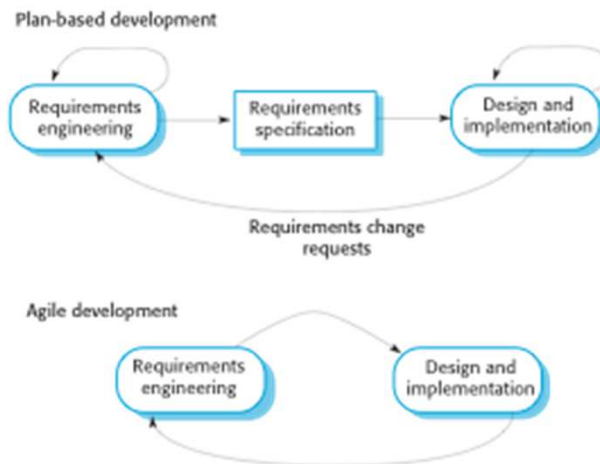 Plan-based development
Requirements
engineering
Requirements
specification
Design and
implementation
Requirements change
requests
Agile development
Requirements
engineering
Design and
implementation